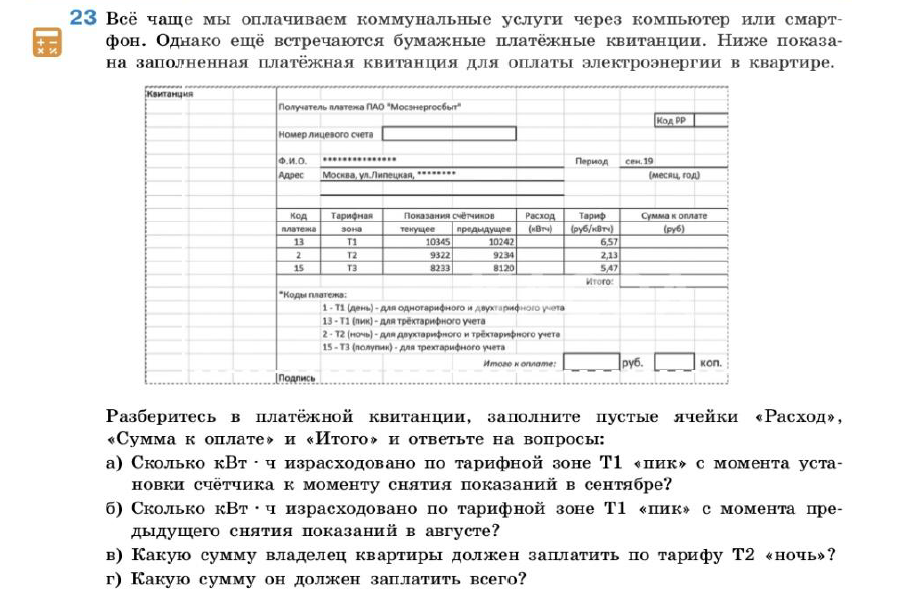 23 Всё чаще мы оплачиваем коммунальные услуги через компьютер или смарт-
фон. Однако ещё встречаются бумажные платёжные квитанции. Ниже показа-
на заполненная платёжная квитанция для оплаты электроэнергии в квартире.
Квитанция
Получатель платежа ПАО "Мосэнергосбыт"
Код РР
Номер лицевого счета
Ф.И.О. ***************
Период сен.19
Адрес Москва, ул.Липецкая, ********
(месяц, год)
Код Тарифная Показания счётчиков Расход Тариф Сумма к оплате
платежа зона текущее предыдущее (кВтч) (руб/кВтч) (руб)
13 Т1 10345 10242 6,57
2 Т2 9322 9234 2,13
15 Т3 8233 8120 5,47
Итого:
*Коды платежа:
1 - Т1 (день) - для однотарифного и двухтарифного учета
13 - Т1 (пик) - для трёхтарифного учета
2 - Т2 (ночь) - для двухтарифного и трёхтарифного учета
15 - Т3 (полупик) - для трехтарифного учета
Итого к оплате: руб. коп.
Подпись
Разберитесь в платёжной квитанции, заполните пустые ячейки «Расход»,
«Сумма к оплате» и «Итого» и ответьте на вопросы:
а) Сколько кВт · ч израсходовано по тарифной зоне Т1 «пик» с момента уста-
новки счётчика к моменту снятия показаний в сентябре?
б) Сколько кВт · ч израсходовано по тарифной зоне Т1 «пик» с момента пре-
дыдущего снятия показаний в августе?
в) Какую сумму владелец квартиры должен заплатить по тарифу Т2 «ночь»?
г) Какую сумму он должен заплатить всего?